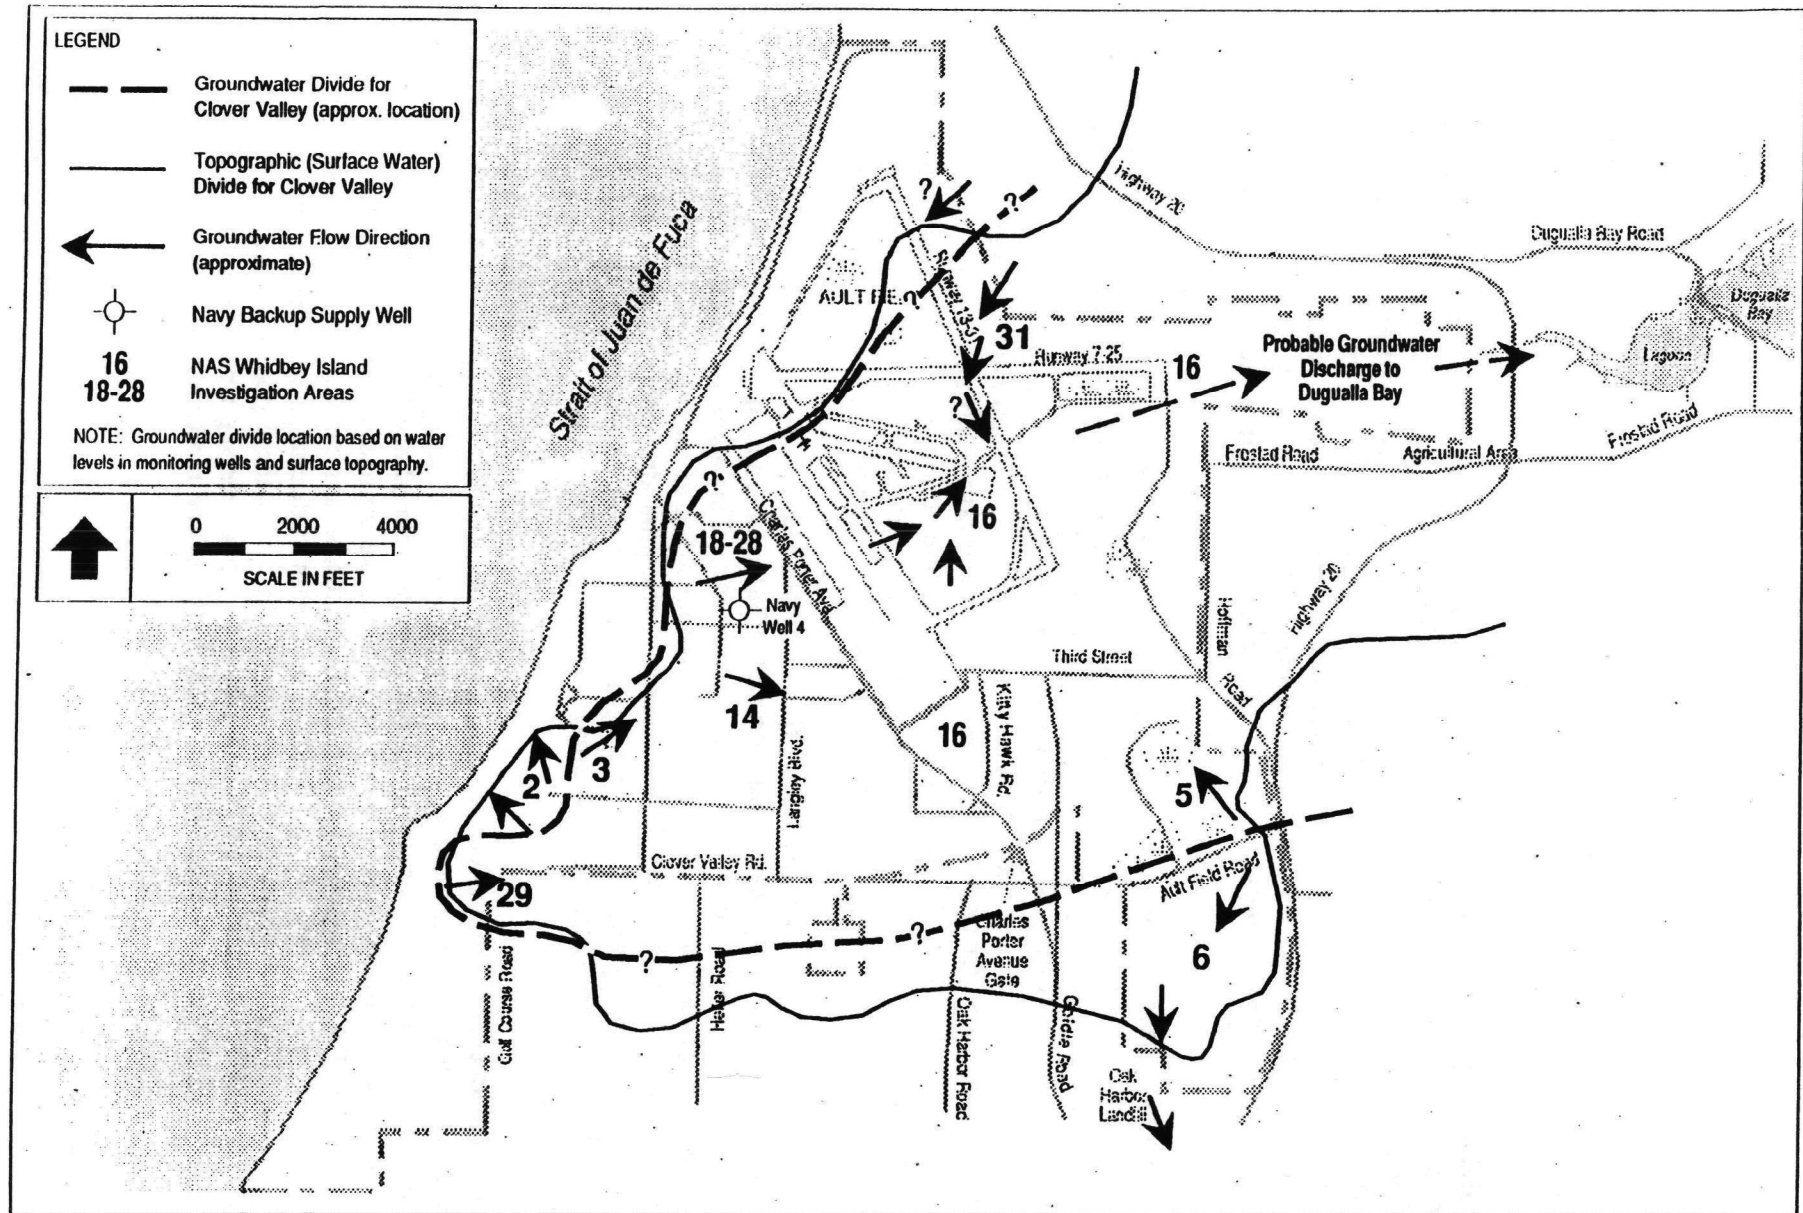 LEGEND
Groundwater Divide for
Clover Valley (approx. location)
Topographic (Surface Water)
Divide for Clover Valley
Groundwater Flow Direction
(approximate)
Navy Backup Supply Well
16
18-28
NAS Whidbey Island
Investigation Areas
NOTE: Groundwater divide location based on water
levels in monitoring wells and surface topography.
0 2000 4000
SCALE IN FEET
Strait of Juan de Fuca
Highway 20
Dugualla Bay Road
Dugualla
Bay
Lagoon
?
?
?
AULT
31
Runway 7-25
16
Probable Groundwater
Discharge to
Dugualla Bay
?
Frostad Road
Agricultural Area
Frostad Road
?
16
18-28
Charles Porter Ave
Navy
Well 4
Hoffman
Road
Highway 20
Third Street
14
16
Kitty Hawk Rd.
Langley Blvd.
3
2
5
Clover Valley Rd.
29
Ault Field Road
?
?
Charles
Porter
Avenue
Gate
6
Golf Course Road
Heller Road
Oak Harbor Road
Goldie Road
Oak
Harbor
Landfill